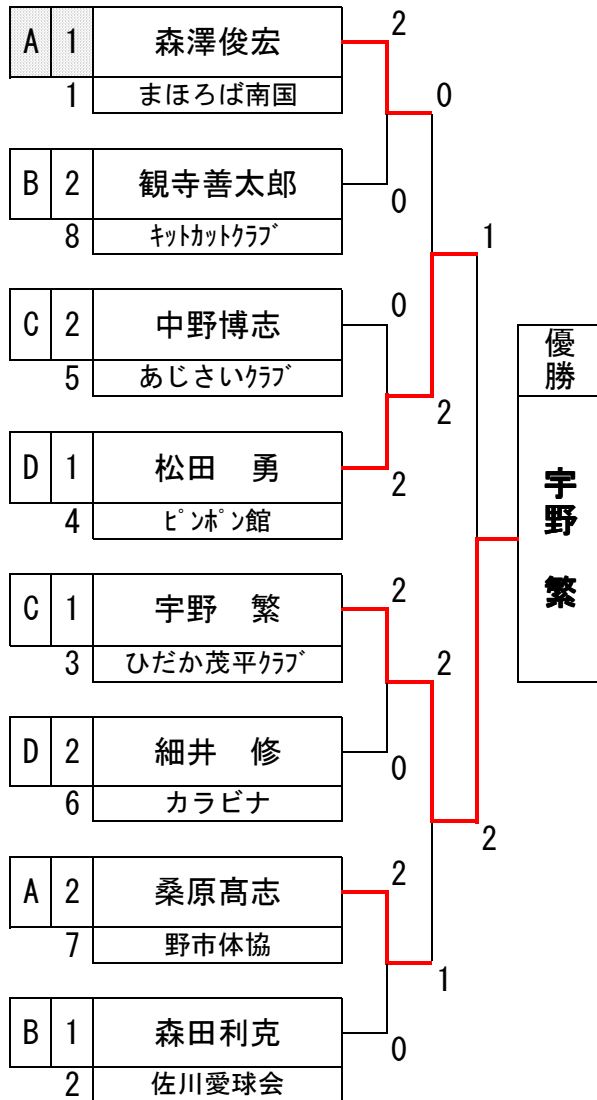 A 1 森澤俊宏 2
1 まほろば南国 0
B 2 観寺善太郎 0
8 ｷｯﾄｶｯﾄｸﾗﾌﾞ 1
C 2 中野博志 0
5 あじさいｸﾗﾌﾞ 2
D 1 松田　勇 2
4 ﾋﾟﾝﾎﾟﾝ館
C 1 宇野　繁 2
3 ひだか茂平ｸﾗﾌﾞ 2
D 2 細井　修 0
6 カラビナ 2
A 2 桑原髙志 2
7 野市体協 1
B 1 森田利克 0
2 佐川愛球会
優勝
宇野　繁